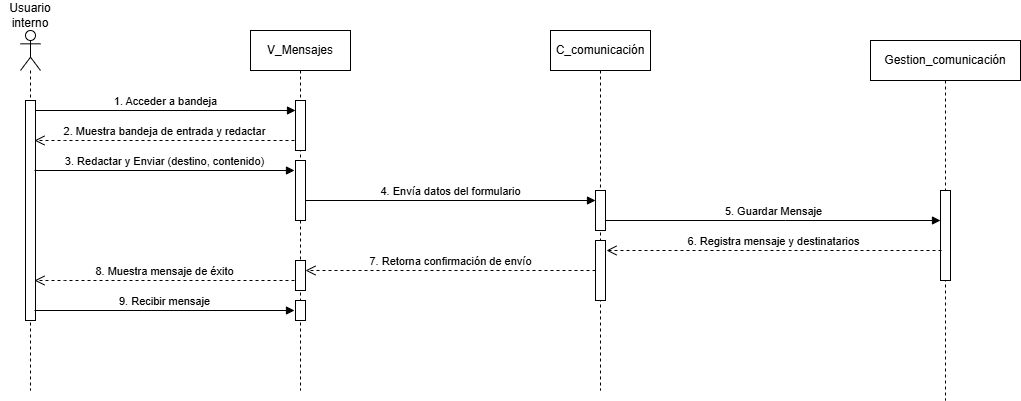 Usuario
interno
V_Mensajes
C_comunicación
Gestion_comunicación
1. Acceder a bandeja
2. Muestra bandeja de entrada y redactar
3. Redactar y Enviar (destino, contenido)
4. Envía datos del formulario
5. Guardar Mensaje
6. Registra mensaje y destinatarios
7. Retorna confirmación de envío
8. Muestra mensaje de éxito
9. Recibir mensaje